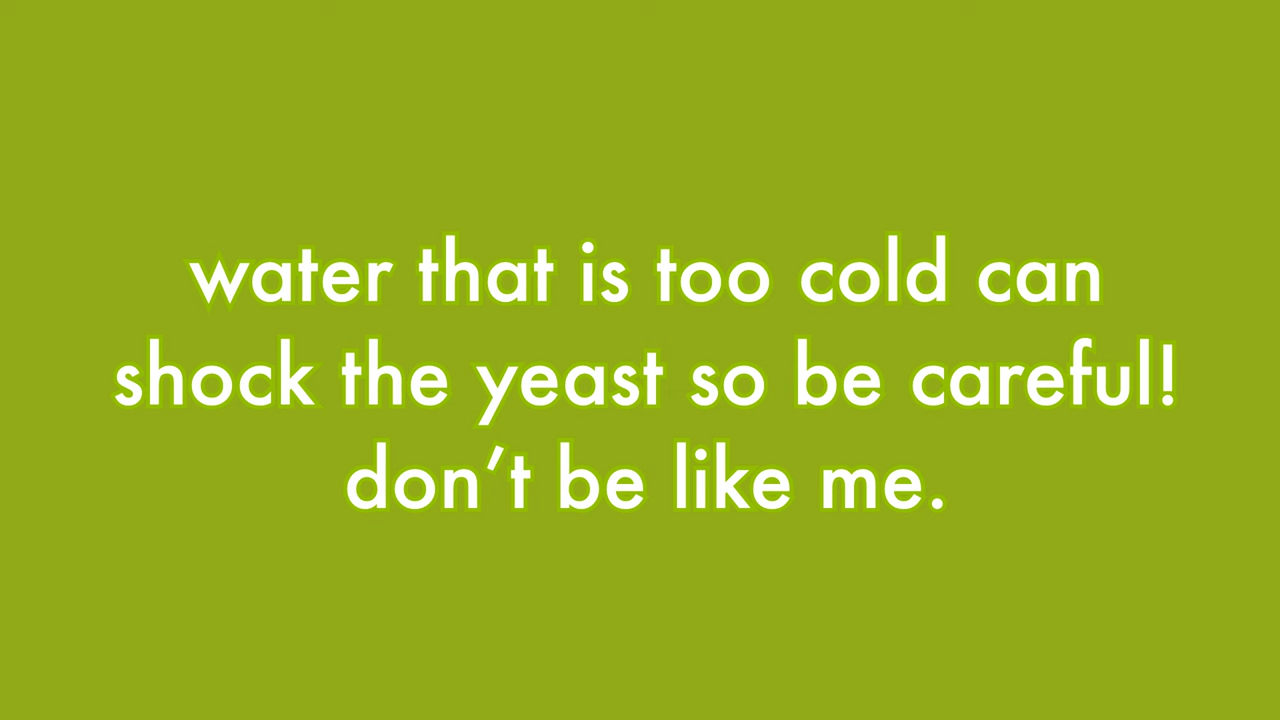 water that is too cold can
shock the yeast so be careful!
don’t be like me.